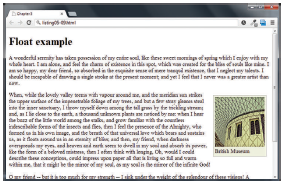 Chapter3
listing05-09.html
Float example
A wonderful serenity has taken possession of my entire soul, like these sweet mornings of spring which I enjoy with my
whole heart. I am alone, and feel the charm of existence in this spot, which was created for the bliss of souls like mine. I
am so happy, my dear friend, so absorbed in the exquisite sense of mere tranquil existence, that I neglect my talents. I
should be incapable of drawing a single stroke at the present moment; and yet I feel that I never was a greater artist than
now.
When, while the lovely valley teems with vapour around me, and the meridian sun strikes
the upper surface of the impenetrable foliage of my trees, and but a few stray gleams steal
into the inner sanctuary, I throw myself down among the tall grass by the trickling stream;
and, as I lie close to the earth, a thousand unknown plants are noticed by me: when I hear
the buzz of the little world among the stalks, and grow familiar with the countless
indescribable forms of the insects and flies, then I feel the presence of the Almighty, who
formed us in his own image, and the breath of that universal love which bears and sustains
us, as it floats around us in an eternity of bliss; and then, my friend, when darkness
overspreads my eyes, and heaven and earth seem to dwell in my soul and absorb its power,
like the form of a beloved mistress, then I often think with longing, Oh, would I could
describe these conceptions, could impress upon paper all that is living so full and warm
within me, that it might be the mirror of my soul, as my soul is the mirror of the infinite God!
British Museum
O my friend -- but it is too much for my strength -- I sink under the weight of the splendour of these visions! A